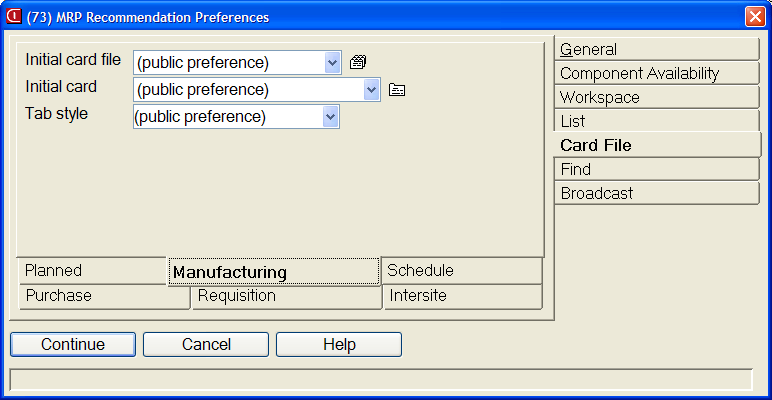 (73) MRP Recommendation Preferences
Initial card file (public preference)
Initial card (public preference)
Tab style (public preference)
General
Component Availability
Workspace
List
Card File
Find
Broadcast
Planned Manufacturing Schedule
Purchase Requisition Intersite
Continue Cancel Help